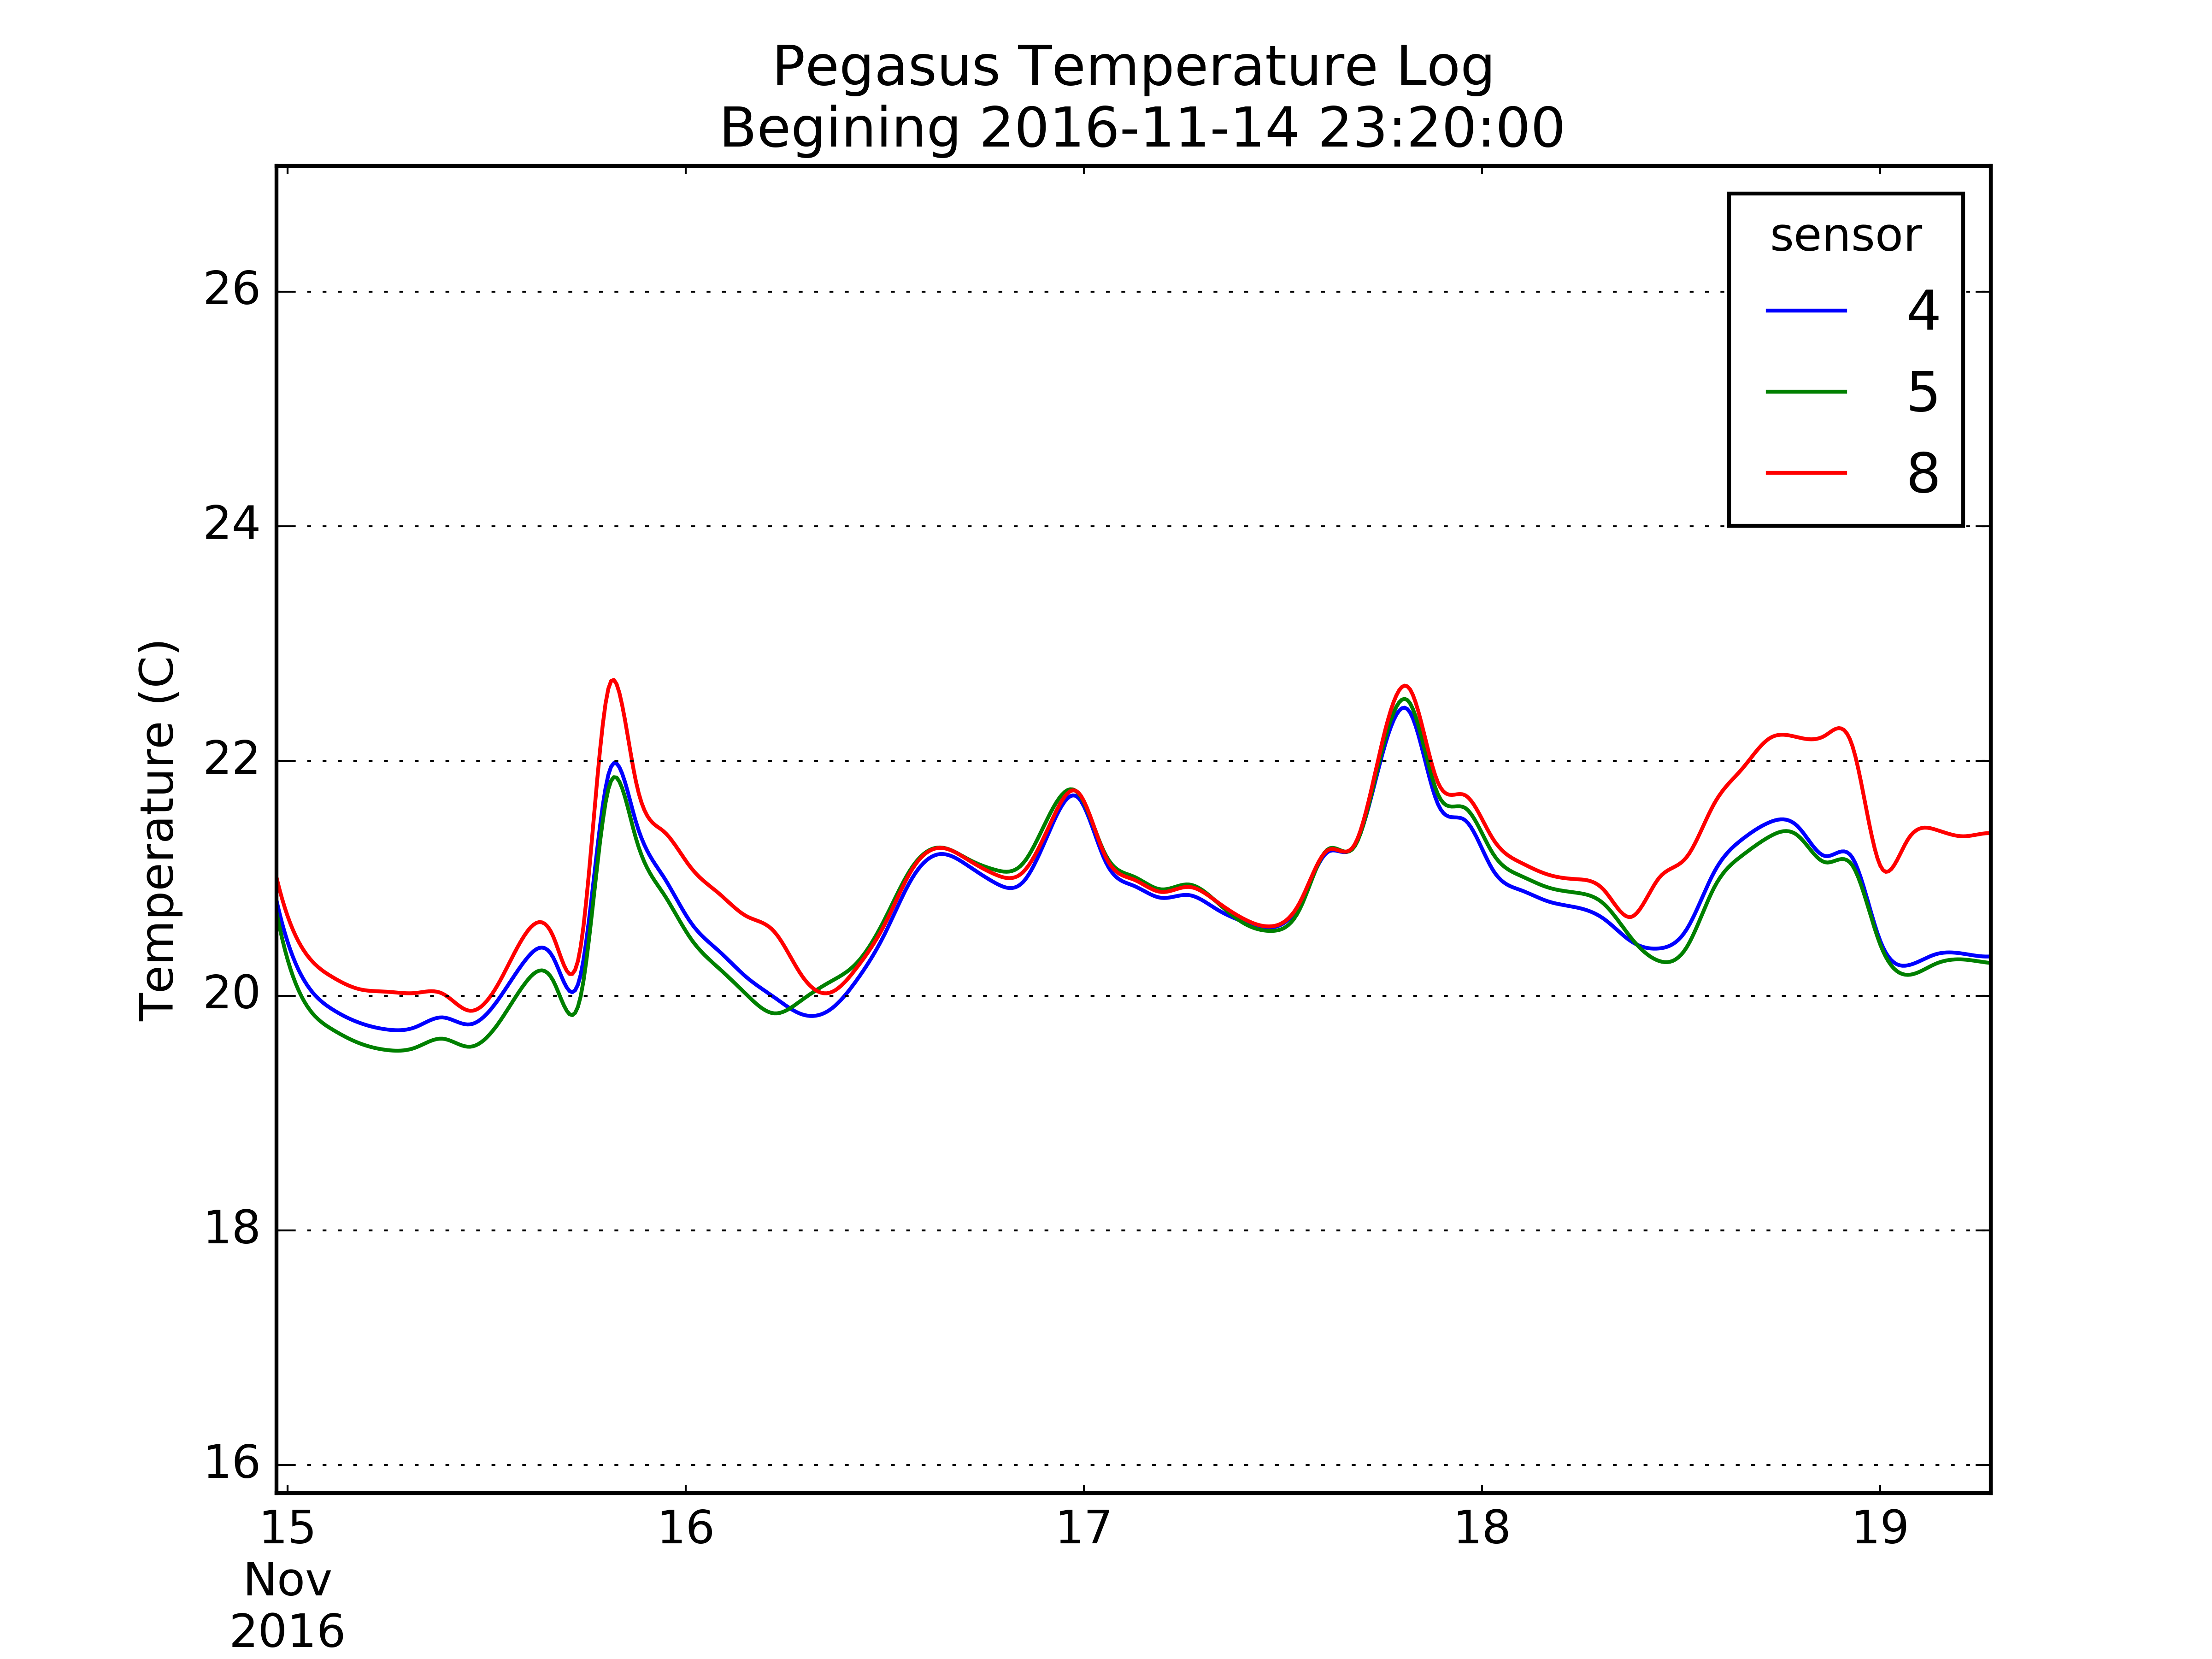 Pegasus Temperature Log
Begining 2016-11-14 23:20:00
sensor
4
5
8
Temperature (C)
26
24
22
20
18
16
15 16 17 18 19
Nov
2016